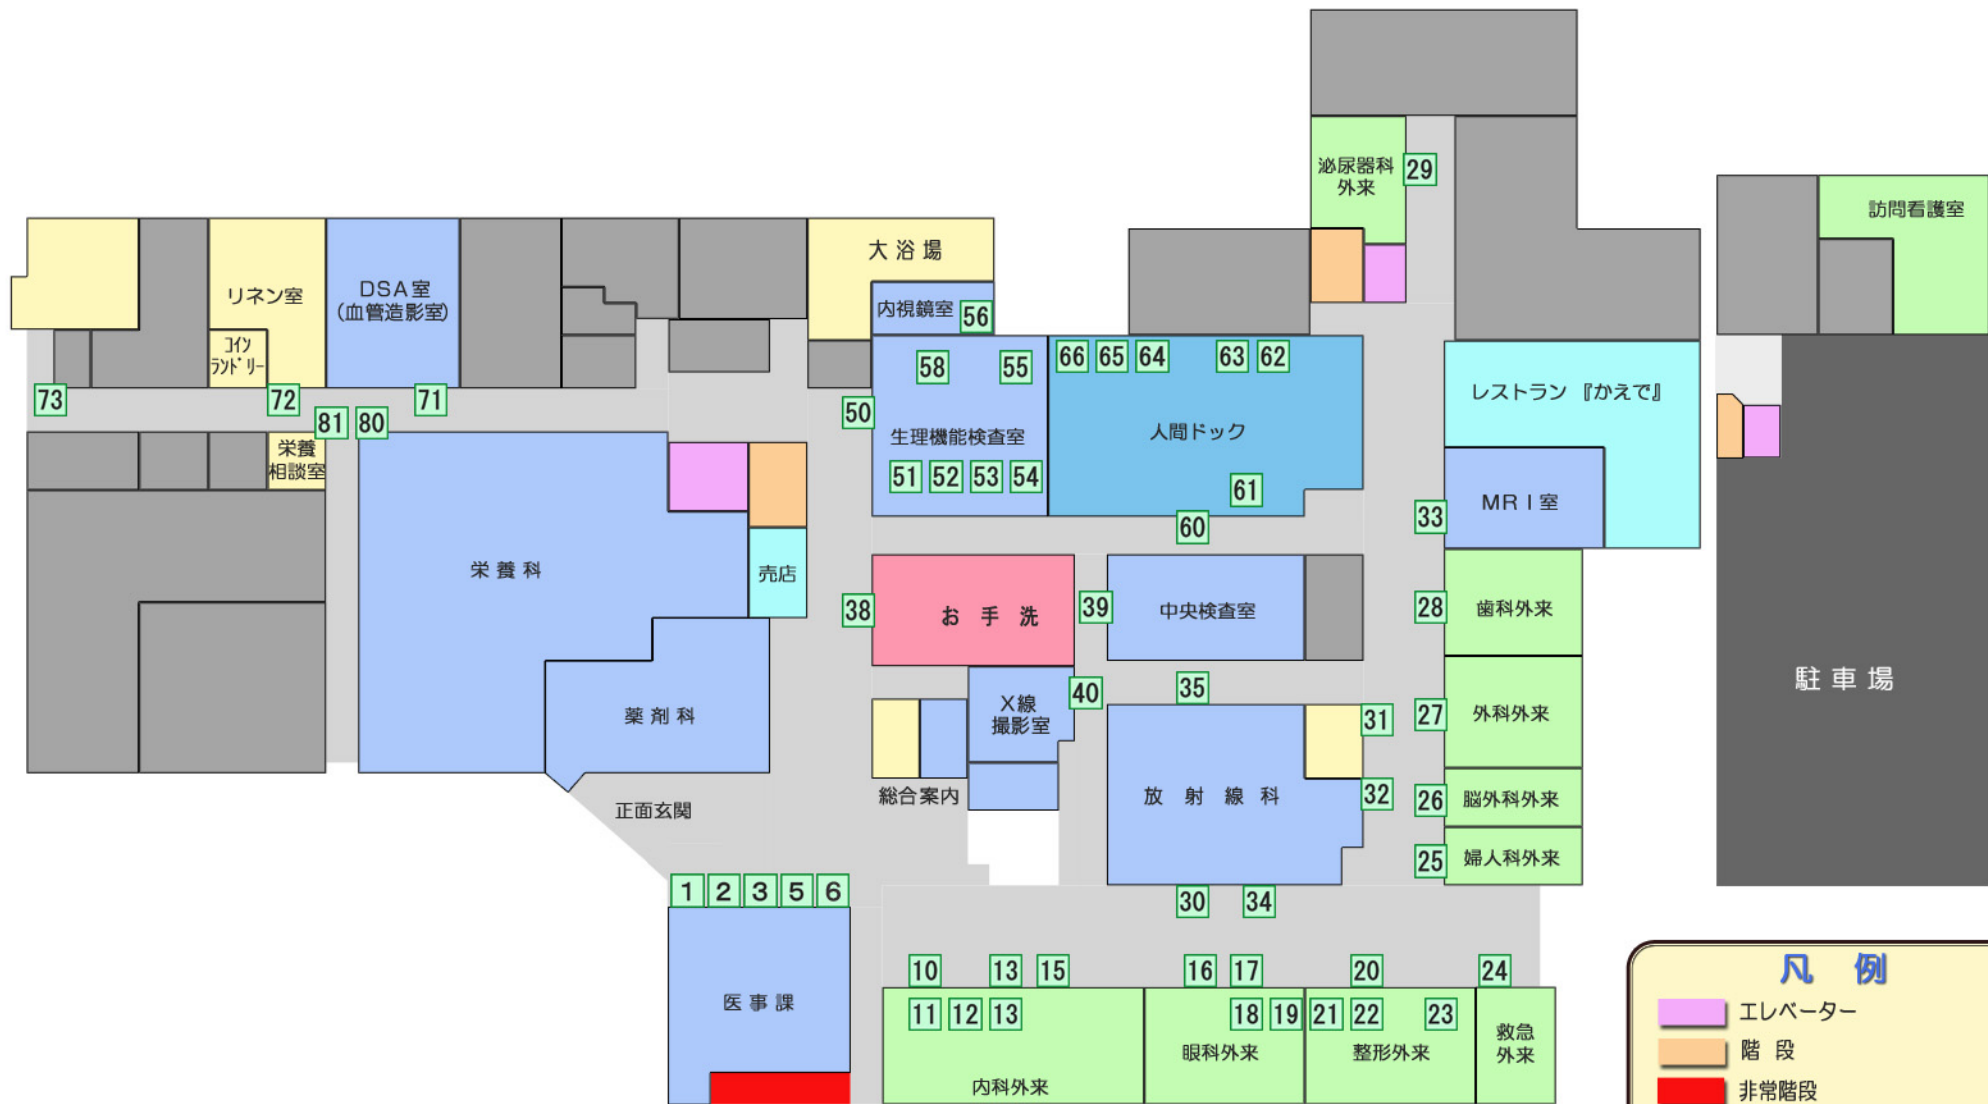 泌尿器科
外来
29
訪問看護室
大浴場
リネン室
DSA室
(血管造影室)
内視鏡室
56
コイン
ランドリー
58
55
66
65
64
63
62
レストラン 『かえで』
73
72
71
50
81
80
生理機能検査室
人間ドック
栄養
相談室
51
52
53
54
61
MRI室
33
60
栄養科
売店
38
お手洗
39
中央検査室
28
歯科外来
駐車場
40
35
X線
撮影室
薬剤科
31
27
外科外来
総合案内
放射線科
32
26
脳外科外来
正面玄関
25
婦人科外来
1
2
3
5
6
30
34
10
13
15
16
17
20
24
凡例
医事課
11
12
13
18
19
21
22
23
エレベーター
救急
外来
眼科外来
整形外来
階段
内科外来
非常階段